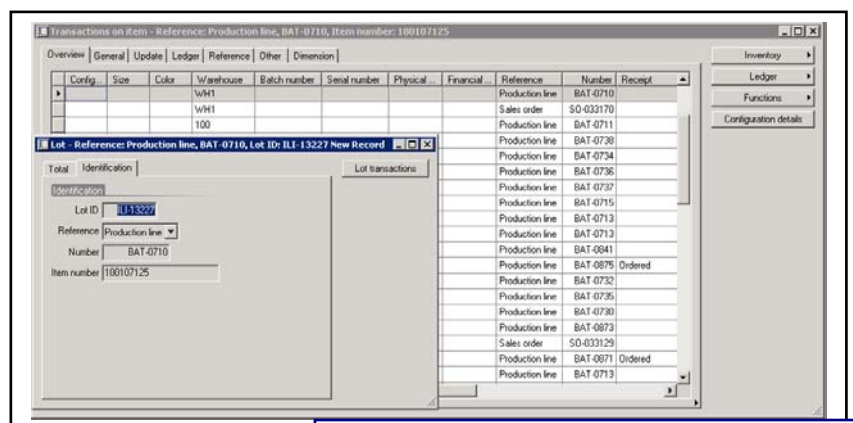 Transactions on item - Reference: Production line, BAT-0710, Item number: 180107125
Overview General Update Ledger Reference Other Dimension
Inventory
Ledger
Functions
Configuration details
Config... Size Color Warehouse Batch number Serial number Physical ... Financial ... Reference Number Receipt
WH1 Production line BAT-0710
WH1 Sales order SO-033170
100 Production line BAT-0711
Production line BAT-0738
Production line BAT-0734
Production line BAT-0736
Production line BAT-0737
Production line BAT-0715
Production line BAT-0713
Production line BAT-0713
Production line BAT-0841
Production line BAT-0875 Ordered
Production line BAT-0732
Production line BAT-0735
Production line BAT-0730
Production line BAT-0873
Sales order SO-033129
Production line BAT-0871 Ordered
Production line BAT-0713
Lot - Reference: Production line, BAT-0710, Lot ID: ILI-13227 New Record
Total Identification
Lot transactions
Identification
Lot ID ILI-13227
Reference Production line
Number BAT-0710
Item number 180107125